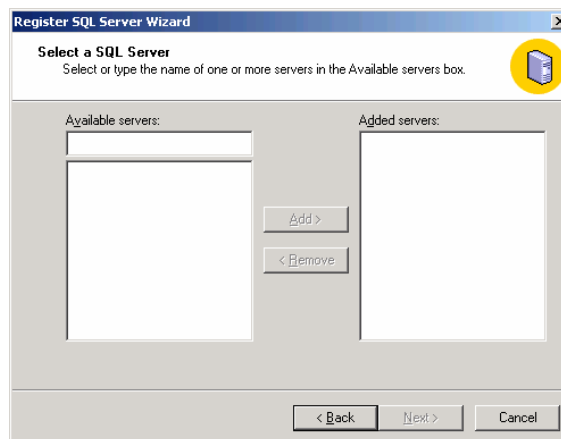 Register SQL Server Wizard
Select a SQL Server
Select or type the name of one or more servers in the Available servers box.
Available servers:
Added servers:
Add >
< Remove
< Back
Next >
Cancel